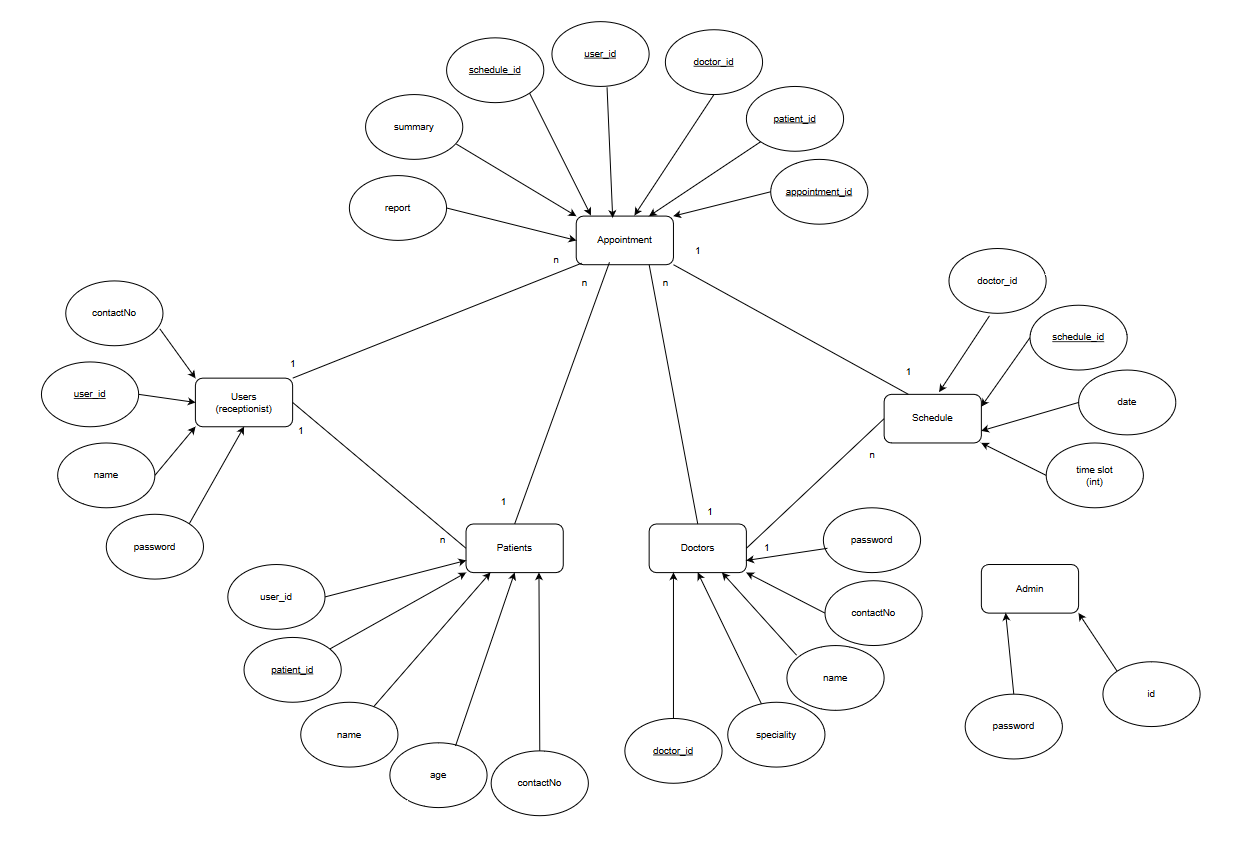 user_id
doctor_id
schedule_id
patient_id
summary
appointment_id
report
Appointment
1
n
n
n
doctor_id
contactNo
schedule_id
1
1
user_id
Users
(receptionist)
date
Schedule
1
n
name
time slot
(int)
1
1
n
password
Patients
Doctors
1
password
user_id
contactNo
Admin
patient_id
name
id
name
speciality
password
doctor_id
age
contactNo